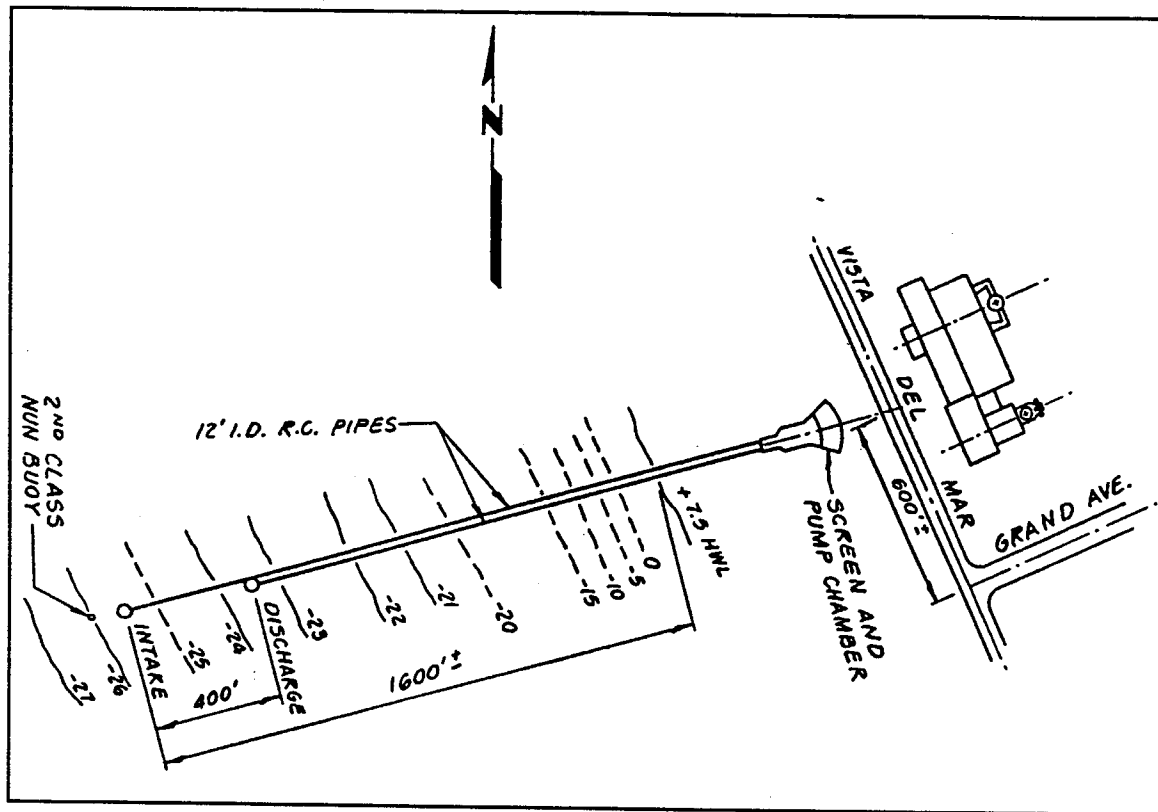 N
VISTA
DEL
MAR
GRAND AVE.
600'±
12' I.D. R.C. PIPES
SCREEN AND
PUMP CHAMBER
+7.5 HWL
0
-5
-10
-15
-20
-21
-22
-23
-24
-25
-26
-27
2ND CLASS
NUN BUOY
INTAKE
DISCHARGE
400'
1600'±